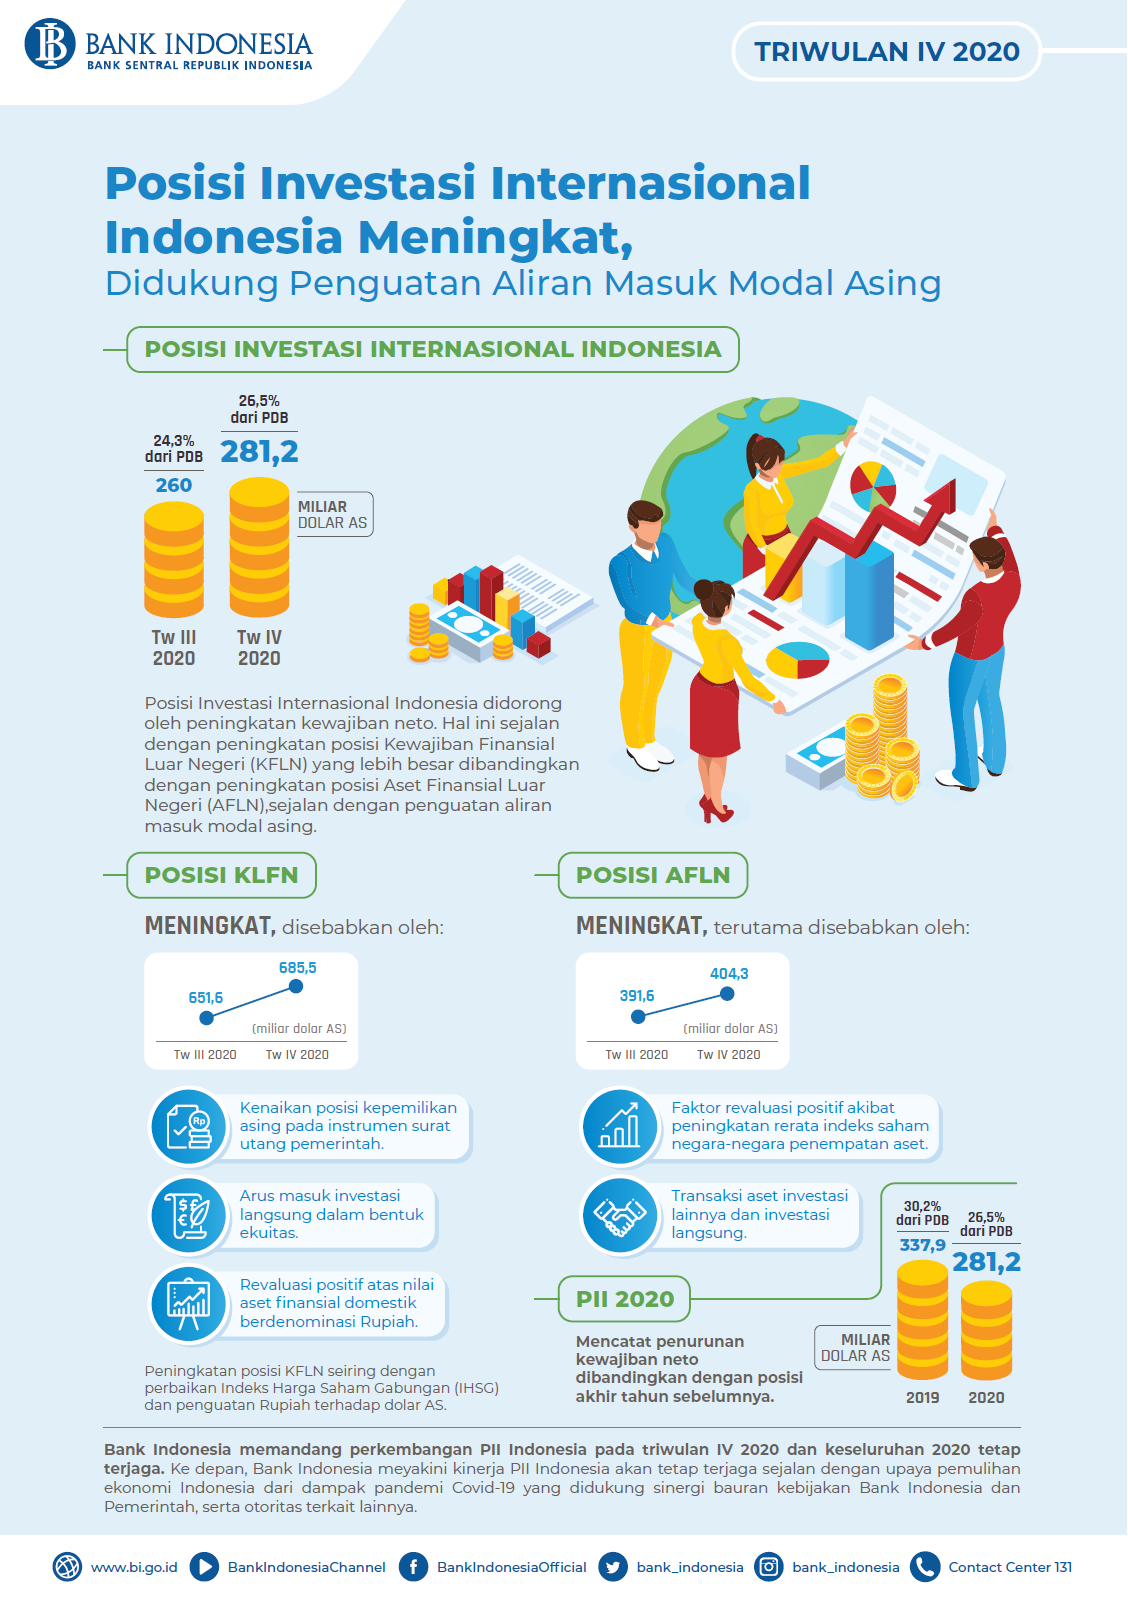 BANK INDONESIA
BANK SENTRAL REPUBLIK INDONESIA
TRIWULAN IV 2020
Posisi Investasi Internasional
Indonesia Meningkat,
Didukung Penguatan Aliran Masuk Modal Asing
POSISI INVESTASI INTERNASIONAL INDONESIA
24,3%
dari PDB
260
26,5%
dari PDB
281,2
MILIAR
DOLAR AS
Tw III
2020
Tw IV
2020
Posisi Investasi Internasional Indonesia didorong
oleh peningkatan kewajiban neto. Hal ini sejalan
dengan peningkatan posisi Kewajiban Finansial
Luar Negeri (KFLN) yang lebih besar dibandingkan
dengan peningkatan posisi Aset Finansial Luar
Negeri (AFLN),sejalan dengan penguatan aliran
masuk modal asing.
POSISI KLFN
MENINGKAT, disebabkan oleh:
651,6
685,5
(miliar dolar AS)
Tw III 2020 Tw IV 2020
Rp
Kenaikan posisi kepemilikan
asing pada instrumen surat
utang pemerintah.
$ £
€
Arus masuk investasi
langsung dalam bentuk
ekuitas.
Revaluasi positif atas nilai
aset finansial domestik
berdenominasi Rupiah.
Peningkatan posisi KFLN seiring dengan
perbaikan Indeks Harga Saham Gabungan (IHSG)
dan penguatan Rupiah terhadap dolar AS.
POSISI AFLN
MENINGKAT, terutama disebabkan oleh:
391,6
404,3
(miliar dolar AS)
Tw III 2020 Tw IV 2020
Faktor revaluasi positif akibat
peningkatan rerata indeks saham
negara-negara penempatan aset.
Transaksi aset investasi
lainnya dan investasi
langsung.
PII 2020
Mencatat penurunan
kewajiban neto
dibandingkan dengan posisi
akhir tahun sebelumnya.
30,2%
dari PDB
337,9
26,5%
dari PDB
281,2
MILIAR
DOLAR AS
2019
2020
Bank Indonesia memandang perkembangan PII Indonesia pada triwulan IV 2020 dan keseluruhan 2020 tetap
terjaga. Ke depan, Bank Indonesia meyakini kinerja PII Indonesia akan tetap terjaga sejalan dengan upaya pemulihan
ekonomi Indonesia dari dampak pandemi Covid-19 yang didukung sinergi bauran kebijakan Bank Indonesia dan
Pemerintah, serta otoritas terkait lainnya.
www.bi.go.id BankIndonesiaChannel BankIndonesiaOfficial bank_indonesia bank_indonesia Contact Center 131